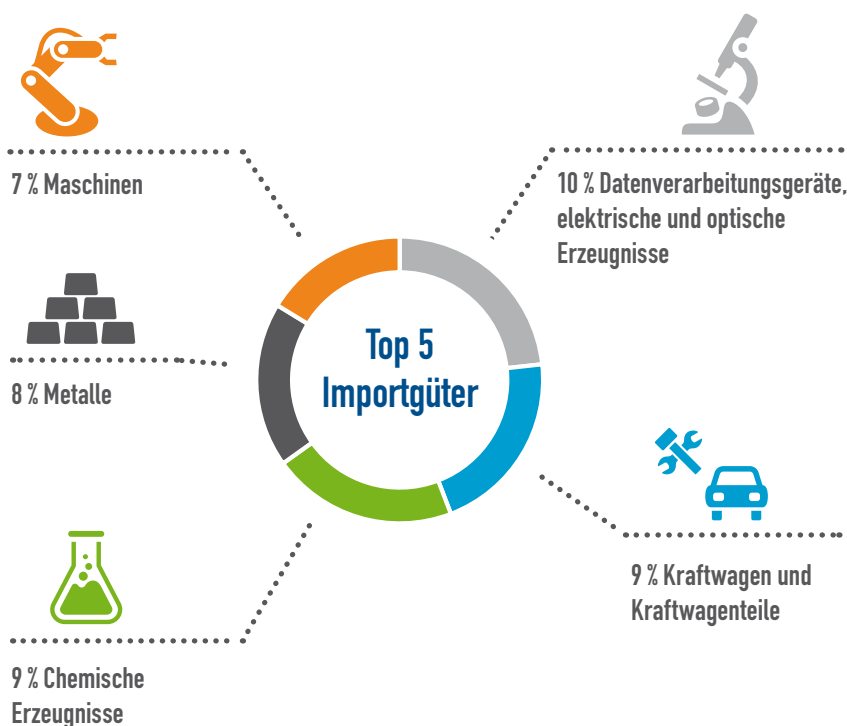 7 % Maschinen
10 % Datenverarbeitungsgeräte,
elektrische und optische
Erzeugnisse
Top 5
Importgüter
8 % Metalle
9 % Kraftwagen und
Kraftwagenteile
9 % Chemische
Erzeugnisse